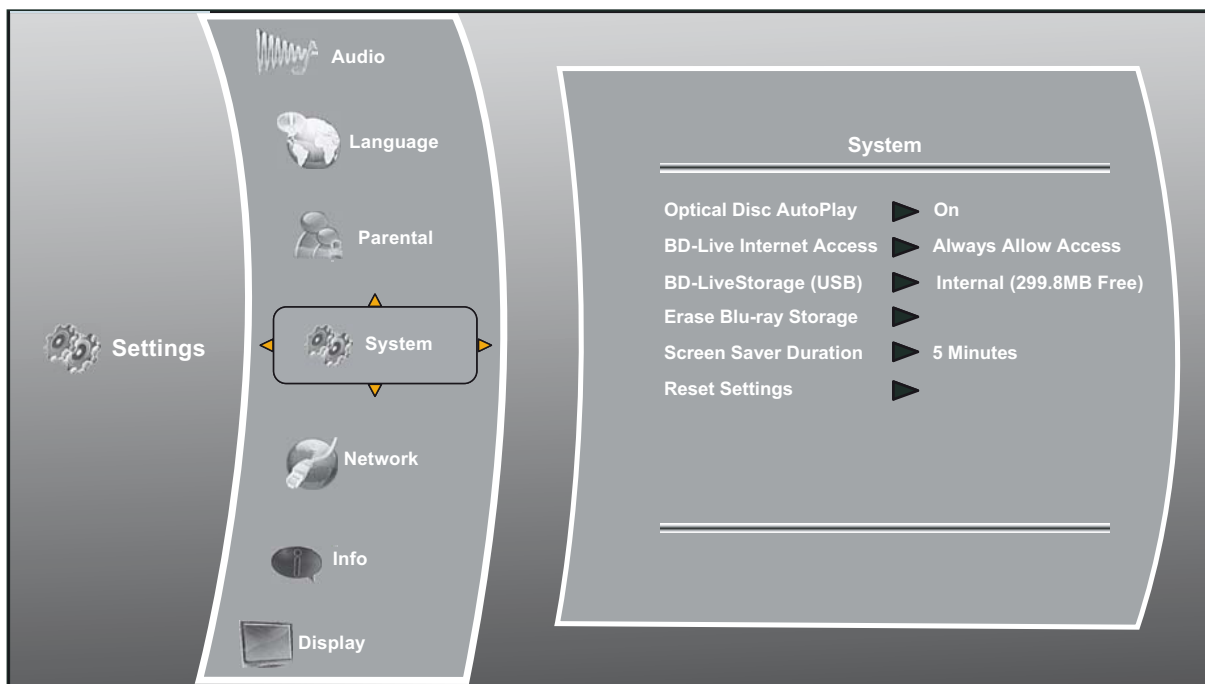 Settings
Audio
Language
Parental
System
Network
Info
Display
System
Optical Disc AutoPlay On
BD-Live Internet Access Always Allow Access
BD-LiveStorage (USB) Internal (299.8MB Free)
Erase Blu-ray Storage
Screen Saver Duration 5 Minutes
Reset Settings